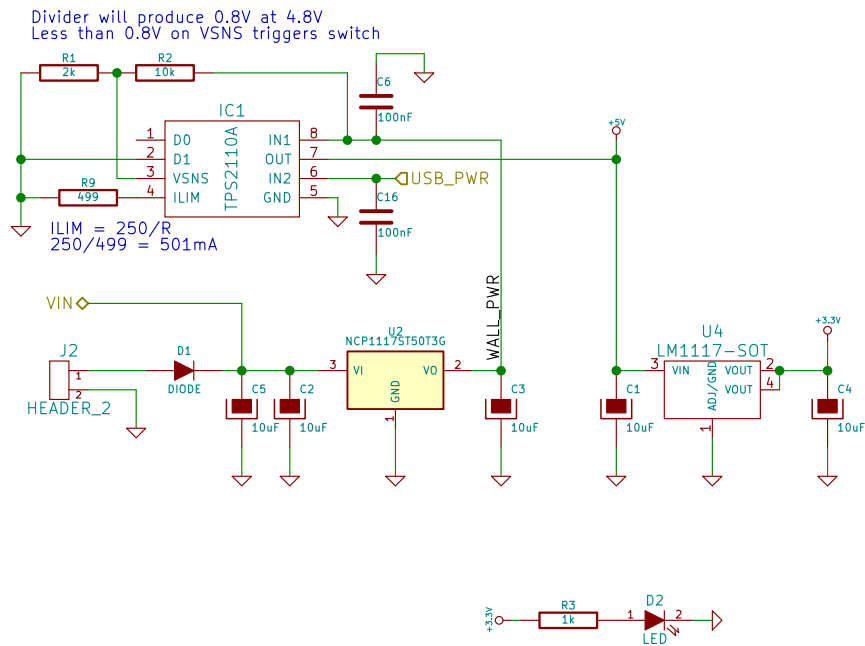 Divider will produce 0.8V at 4.8V
Less than 0.8V on VSNS triggers switch
R1
2k
R2
10k
C6
100nF
IC1
TPS2110A
1 D0
2 D1
3 VSNS
4 ILIM
IN1 8
OUT 7
IN2 6
GND 5
R9
499
ILIM = 250/R
250/499 = 501mA
USB_PWR
C16
100nF
+5V
VIN
WALL_PWR
J2
1
2
HEADER_2
D1
DIODE
C5
10uF
C2
10uF
U2
NCP1117ST50T3G
3 VI
VO 2
GND
1
C3
10uF
C1
10uF
U4
LM1117-SOT
3 VIN
VOUT 2
VOUT 4
ADJ/GND
1
+3.3V
C4
10uF
+3.3V
R3
1k
D2
1
2
LED